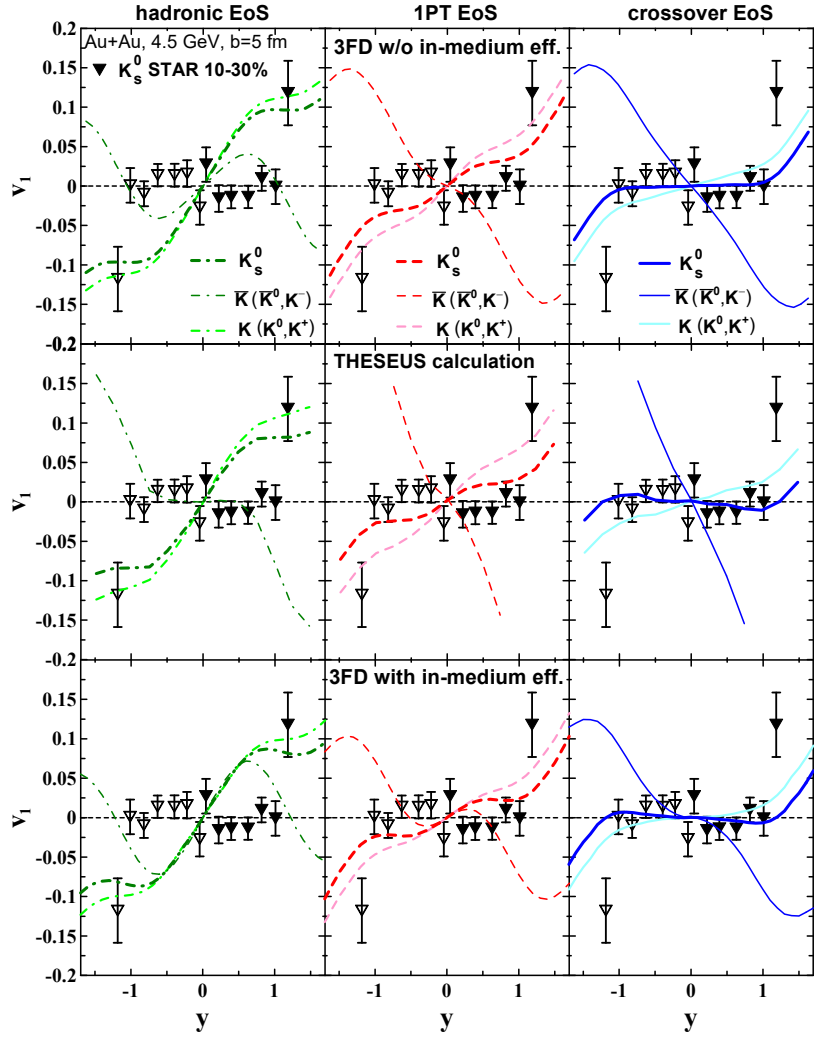 hadronic EoS 1PT EoS crossover EoS
0.1
Au+Au, 4.5 GeV, b=5 fm
3FD w/o in-medium eff.
▼ K⁰ₛ STAR 10-30%
0.15
0.1
0.05
v₁
0
-0.05
-0.1
-0.15
-0.2
K⁰ₛ
K̅ (K̅⁰,K⁻)
K (K⁰,K⁺)
K⁰ₛ
K̅ (K̅⁰,K⁻)
K (K⁰,K⁺)
K⁰ₛ
K̅ (K̅⁰,K⁻)
K (K⁰,K⁺)
THESEUS calculation
0.15
0.1
0.05
v₁
0
-0.05
-0.1
-0.15
-0.2
3FD with in-medium eff.
0.15
0.1
0.05
v₁
0
-0.05
-0.1
-0.15
-0.2
-1 0 1 -1 0 1 -1 0 1
y y y